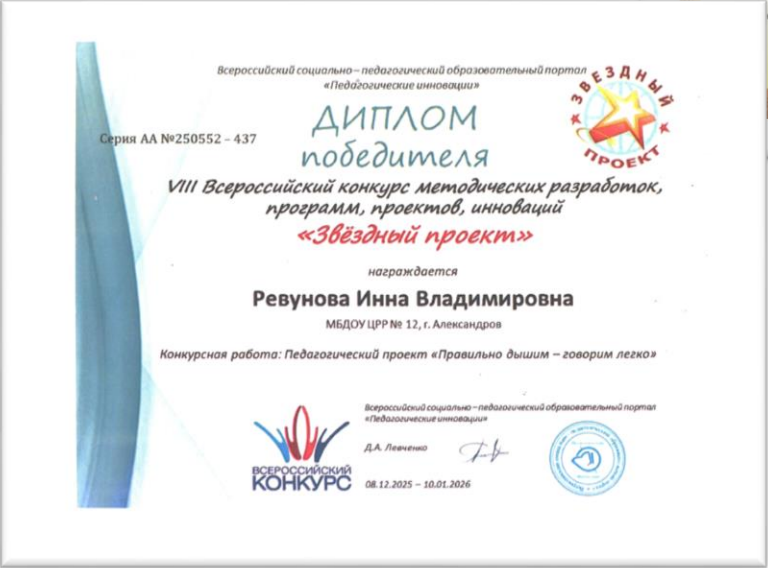 Всероссийский социально – педагогический образовательный портал
«Педагогические инновации»
ЗВЕЗДНЫЙ
ПРОЕКТ
ДИПЛОМ
Серия АА №250552 – 437
победителя
VIII Всероссийский конкурс методических разработок,
программ, проектов, инноваций
«Звёздный проект»
награждается
Ревунова Инна Владимировна
МБДОУ ЦРР № 12, г. Александров
Конкурсная работа: Педагогический проект «Правильно дышим – говорим легко»
Всероссийский социально – педагогический образовательный портал
«Педагогические инновации»
Д.А. Левченко
ВСЕРОССИЙСКИЙ
КОНКУРС
08.12.2025 – 10.01.2026